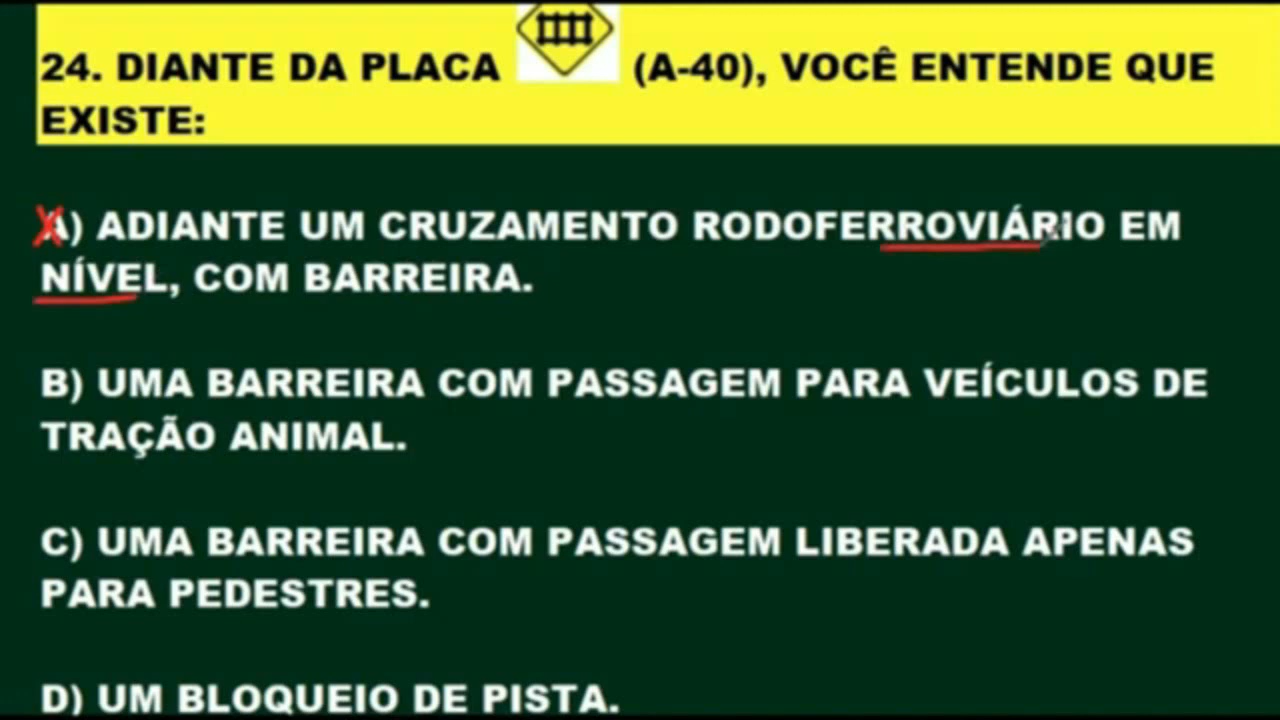 24. DIANTE DA PLACA (A-40), VOCÊ ENTENDE QUE
EXISTE:
A) ADIANTE UM CRUZAMENTO RODOFERROVIÁRIO EM
NÍVEL, COM BARREIRA.
B) UMA BARREIRA COM PASSAGEM PARA VEÍCULOS DE
TRAÇÃO ANIMAL.
C) UMA BARREIRA COM PASSAGEM LIBERADA APENAS
PARA PEDESTRES.
D) UM BLOQUEIO DE PISTA.